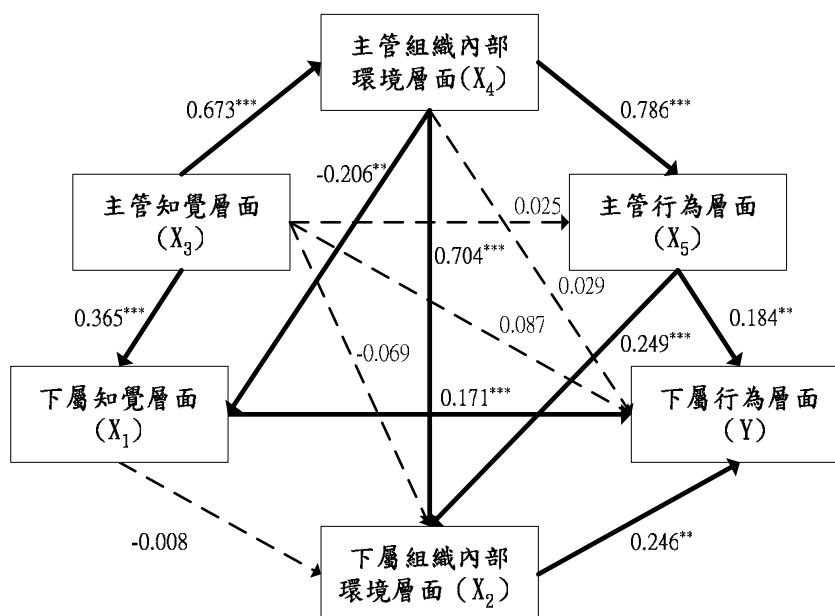 主管組織內部
環境層面(X₄)
0.673***
0.786***
-0.206**
主管知覺層面
(X₃)
0.025
主管行為層面
(X₅)
0.704***
0.029
0.365***
0.087
0.249***
0.184**
-0.069
下屬知覺層面
(X₁)
0.171***
下屬行為層面
(Y)
-0.008
0.246**
下屬組織內部
環境層面(X₂)